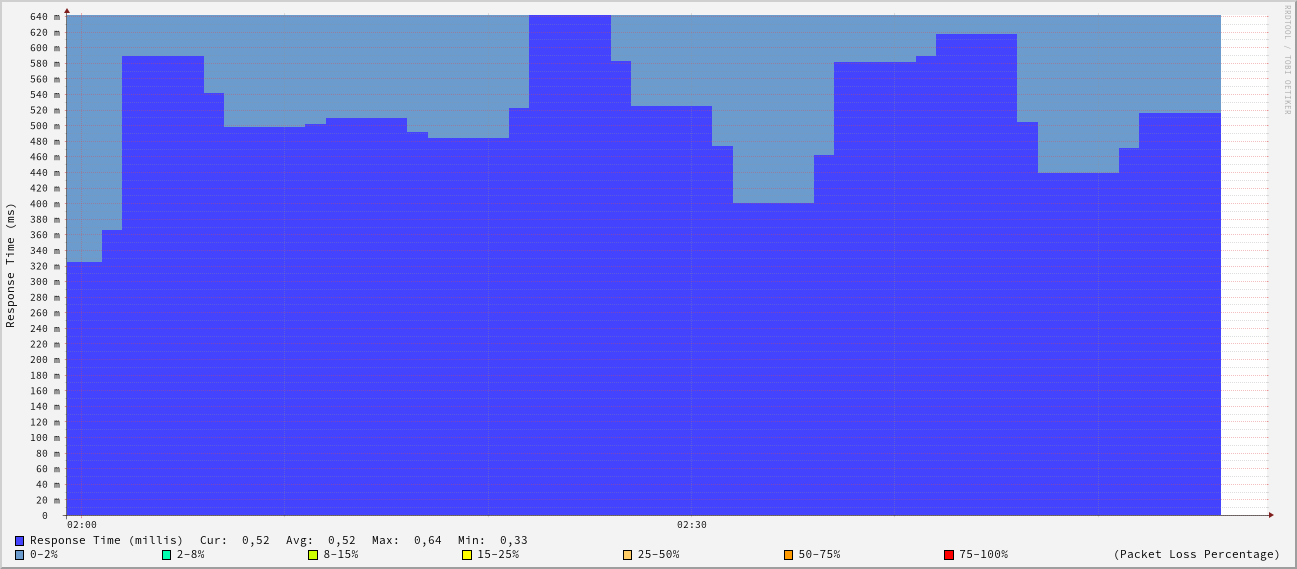 RRDTOOL / TOBI OETIKER
Response Time (ms)
640 m
620 m
600 m
580 m
560 m
540 m
520 m
500 m
480 m
460 m
440 m
420 m
400 m
380 m
360 m
340 m
320 m
300 m
280 m
260 m
240 m
220 m
200 m
180 m
160 m
140 m
120 m
100 m
80 m
60 m
40 m
20 m
0
02:00 02:30
Response Time (millis) Cur: 0,52 Avg: 0,52 Max: 0,64 Min: 0,33
0-2% 2-8% 8-15% 15-25% 25-50% 50-75% 75-100% (Packet Loss Percentage)